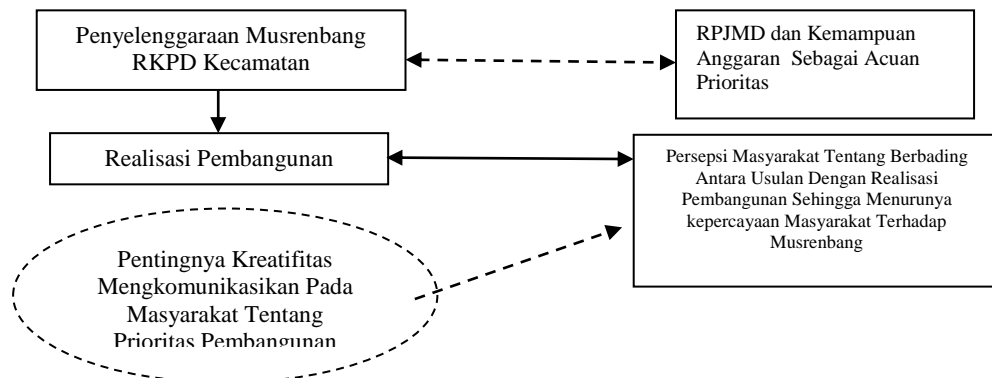 Penyelenggaraan Musrenbang
RKPD Kecamatan
RPJMD dan Kemampuan
Anggaran Sebagai Acuan
Prioritas
Realisasi Pembangunan
Persepsi Masyarakat Tentang Berbading
Antara Usulan Dengan Realisasi
Pembangunan Sehingga Menurunya
kepercayaan Masyarakat Terhadap
Musrenbang
Pentingnya Kreatifitas
Mengkomunikasikan Pada
Masyarakat Tentang
Prioritas Pembangunan